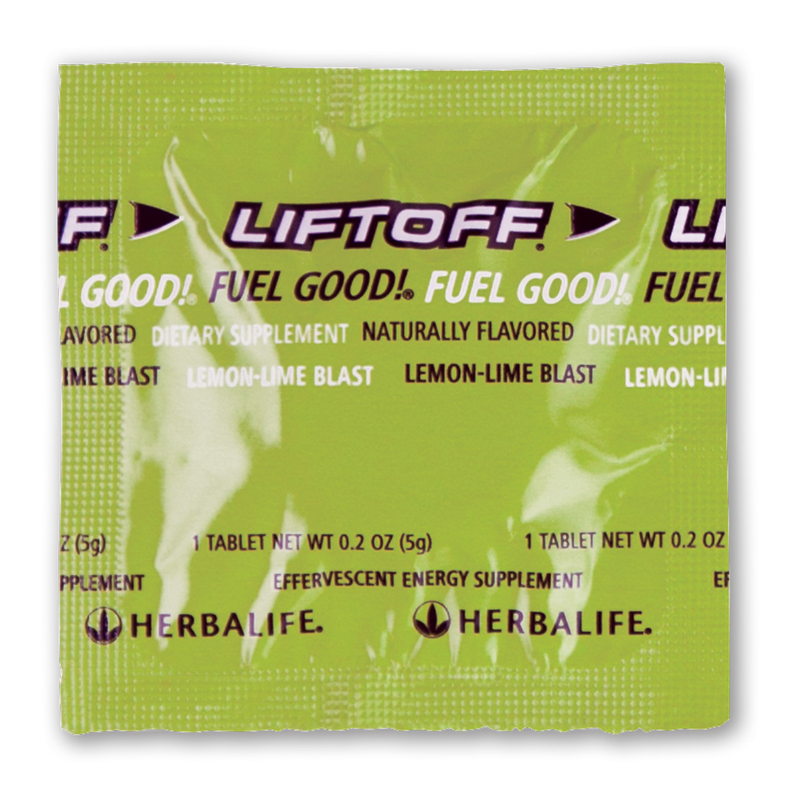 F® LIFTOFF® LI
L GOOD!® FUEL GOOD!® FUEL GOOD!® FUEL
AVORED DIETARY SUPPLEMENT NATURALLY FLAVORED DIETARY SUPPL
IME BLAST LEMON-LIME BLAST LEMON-LIME BLAST LEMON-LI
Z (5g) 1 TABLET NET WT 0.2 OZ (5g) 1 TABLET NET WT 0.2 OZ
PPLEMENT EFFERVESCENT ENERGY SUPPLEMENT EF
HERBALIFE® HERBALIFE®